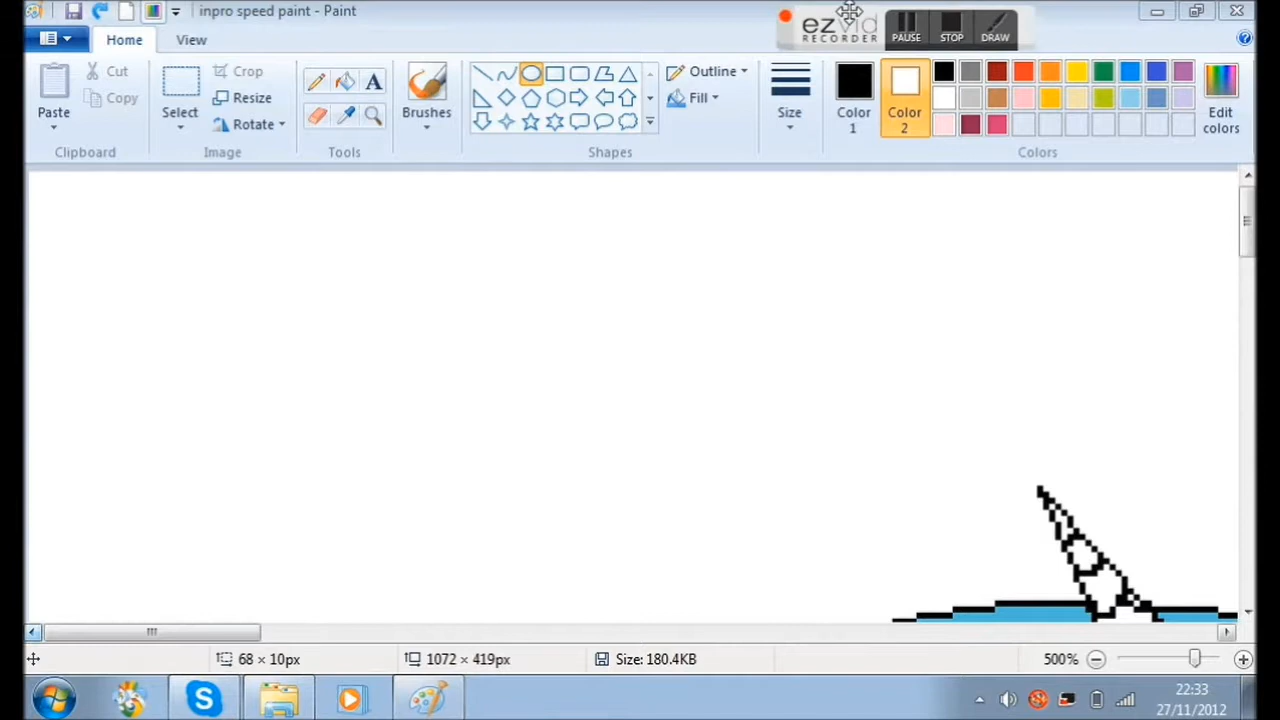 inpro speed paint - Paint
ezvid
RECORDER
PAUSE
STOP
DRAW
Home
View
Paste
Cut
Copy
Clipboard
Select
Crop
Resize
Rotate
Image
A
Tools
Brushes
Shapes
Outline
Fill
Size
Color
1
Color
2
Edit
colors
Colors
68 × 10px
1072 × 419px
Size: 180.4KB
500%
22:33
27/11/2012